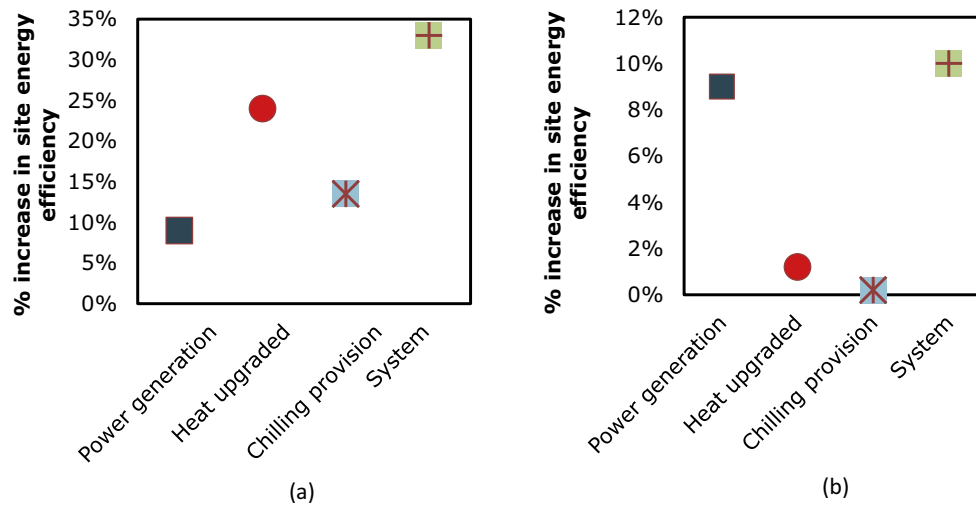 % increase in site energy
efficiency
35%
30%
25%
20%
15%
10%
5%
0%
Power generation
Heat upgraded
Chilling provision
System
(a)
% increase in site energy
efficiency
12%
10%
8%
6%
4%
2%
0%
Power generation
Heat upgraded
Chilling provision
System
(b)